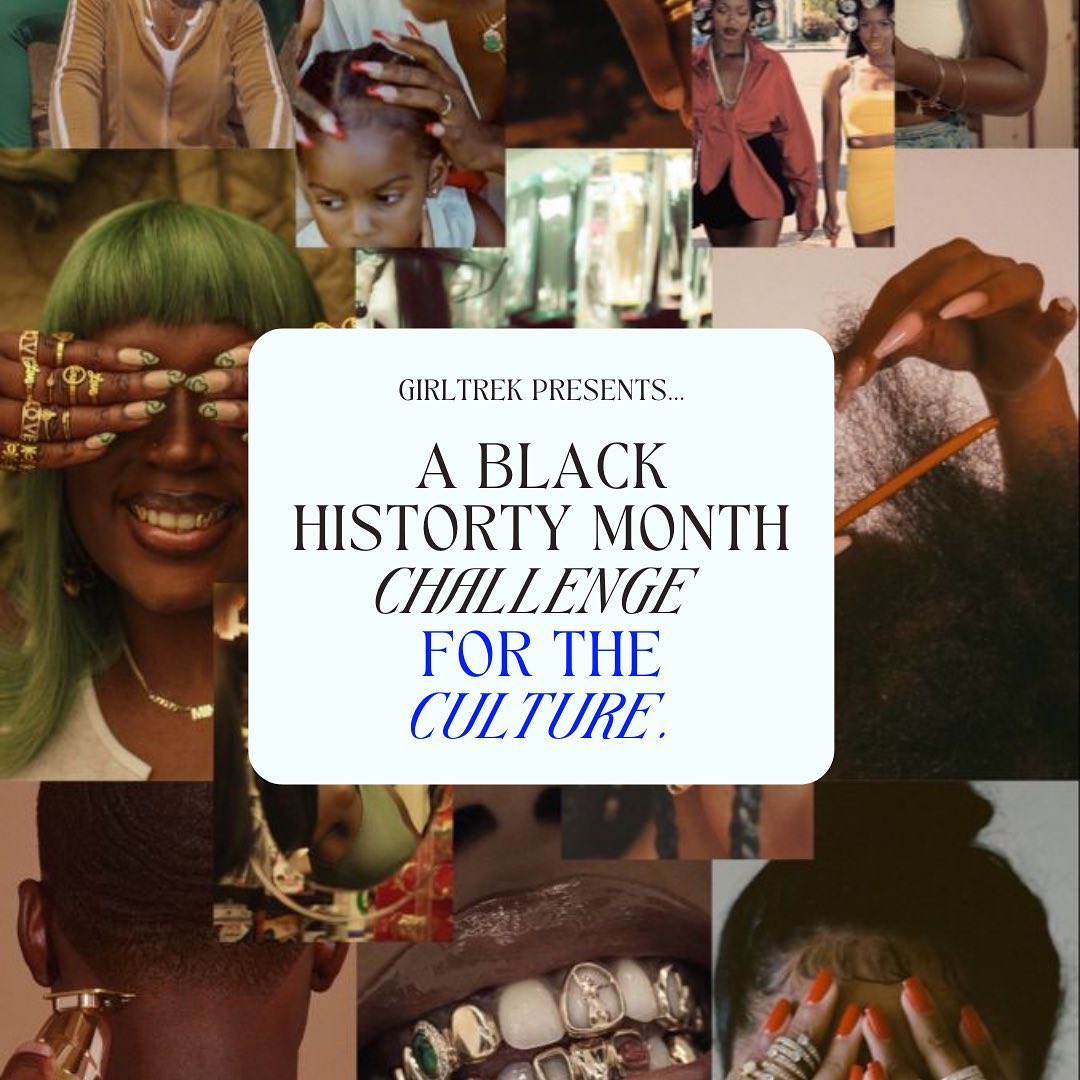 GIRLTREK PRESENTS...
A BLACK
HISTORTY MONTH
CHALLENGE
FOR THE
CULTURE.